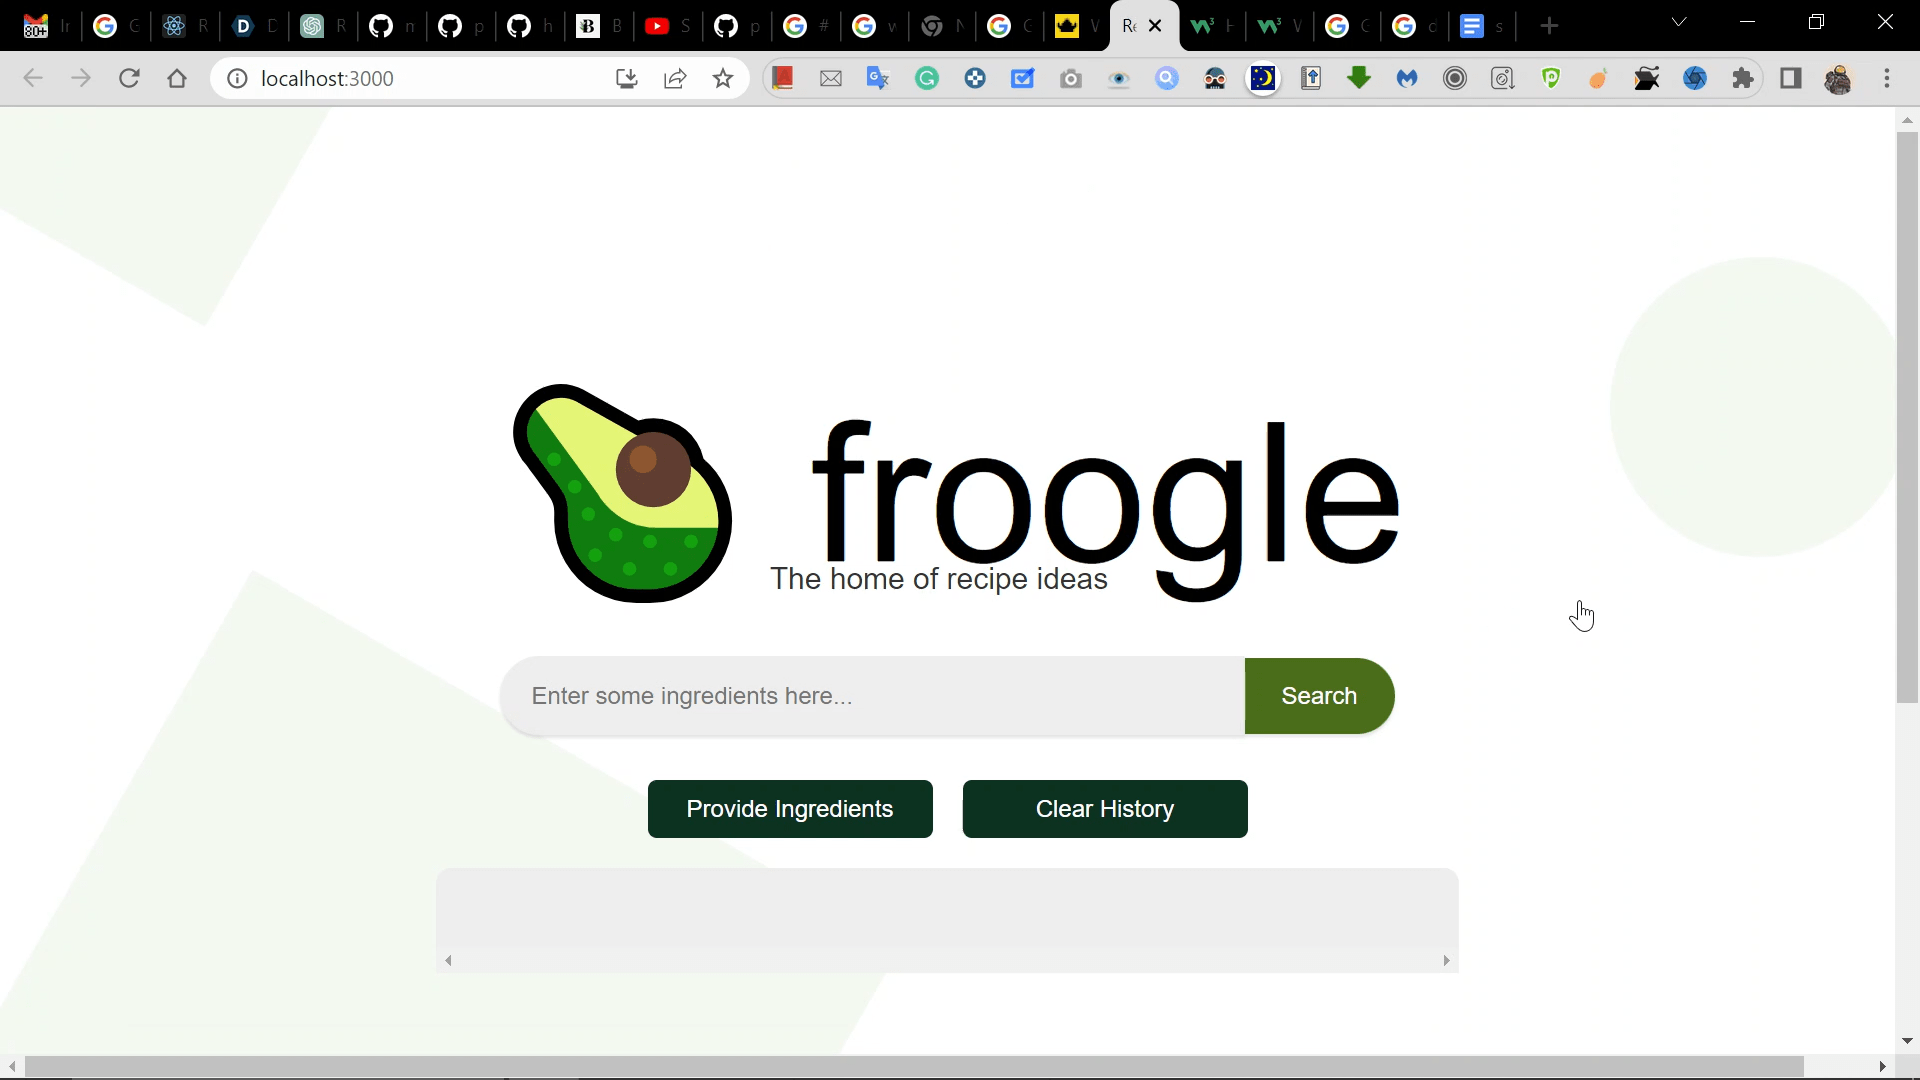 localhost:3000
froogle
The home of recipe ideas
Enter some ingredients here...
Search
Provide Ingredients
Clear History